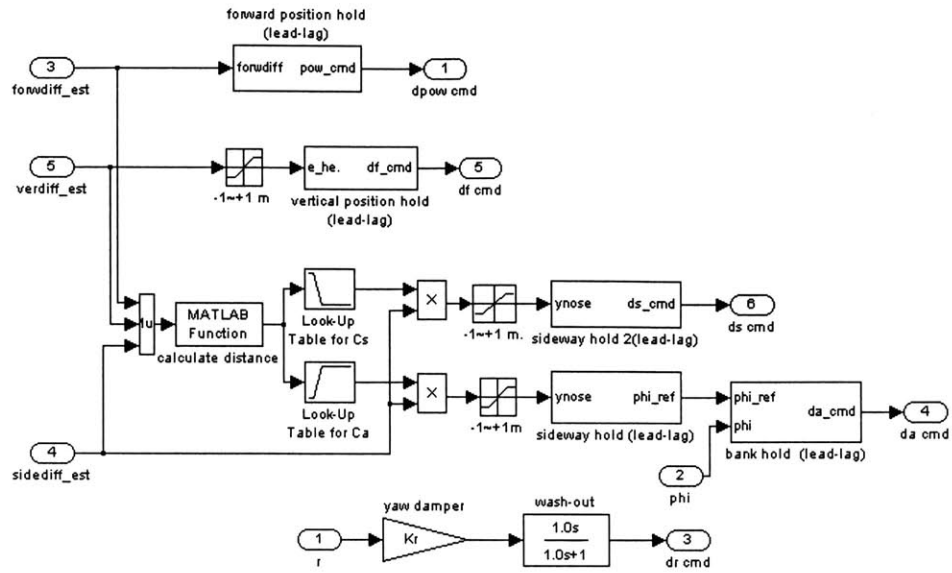 forward position hold
(lead-lag)
3
forwdiff_est
forwdiff pow_cmd
1
dpow cmd
5
verdiff_est
-1~+1 m
e_he. df_cmd
vertical position hold
(lead-lag)
5
df cmd
MATLAB
Function
calculate distance
Look-Up
Table for Cs
×
-1~+1 m.
ynose ds_cmd
sideway hold 2(lead-lag)
6
ds cmd
Look-Up
Table for Ca
×
-1~+1m
ynose phi_ref
sideway hold (lead-lag)
phi_ref
phi
da_cmd
bank hold (lead-lag)
4
da cmd
4
sidediff_est
2
phi
yaw damper
1
r
Kr
wash-out
1.0s
1.0s+1
3
dr cmd